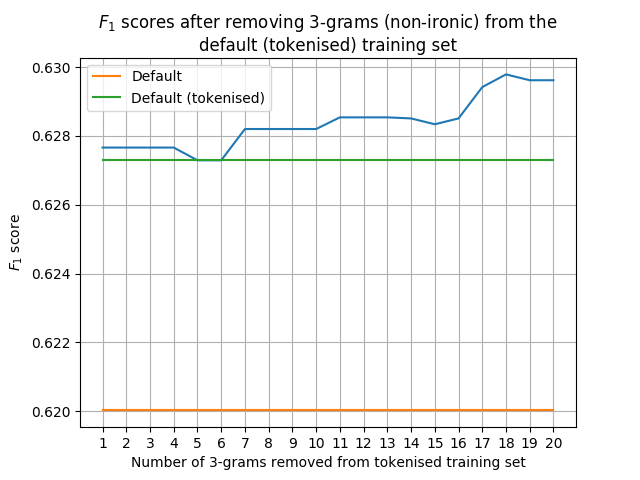 F1 scores after removing 3-grams (non-ironic) from the
default (tokenised) training set
0.630
0.628
0.626
0.624
0.622
0.620
F1 score
Default
Default (tokenised)
1 2 3 4 5 6 7 8 9 10 11 12 13 14 15 16 17 18 19 20
Number of 3-grams removed from tokenised training set